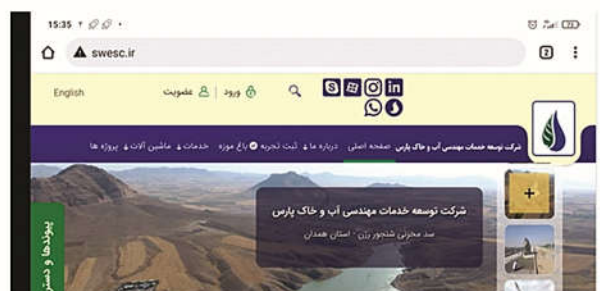 15:35
swesc.ir
2
English
ورود | عضویت
شرکت توسعه خدمات مهندسی آب و خاک پارس صفحه اصلی درباره ما ثبت تجربه باغ موزه خدمات ماشین آلات پروژه ها
شرکت توسعه خدمات مهندسی آب و خاک پارس
سد مخزنی شنجور رزن - استان همدان
پیوندها و